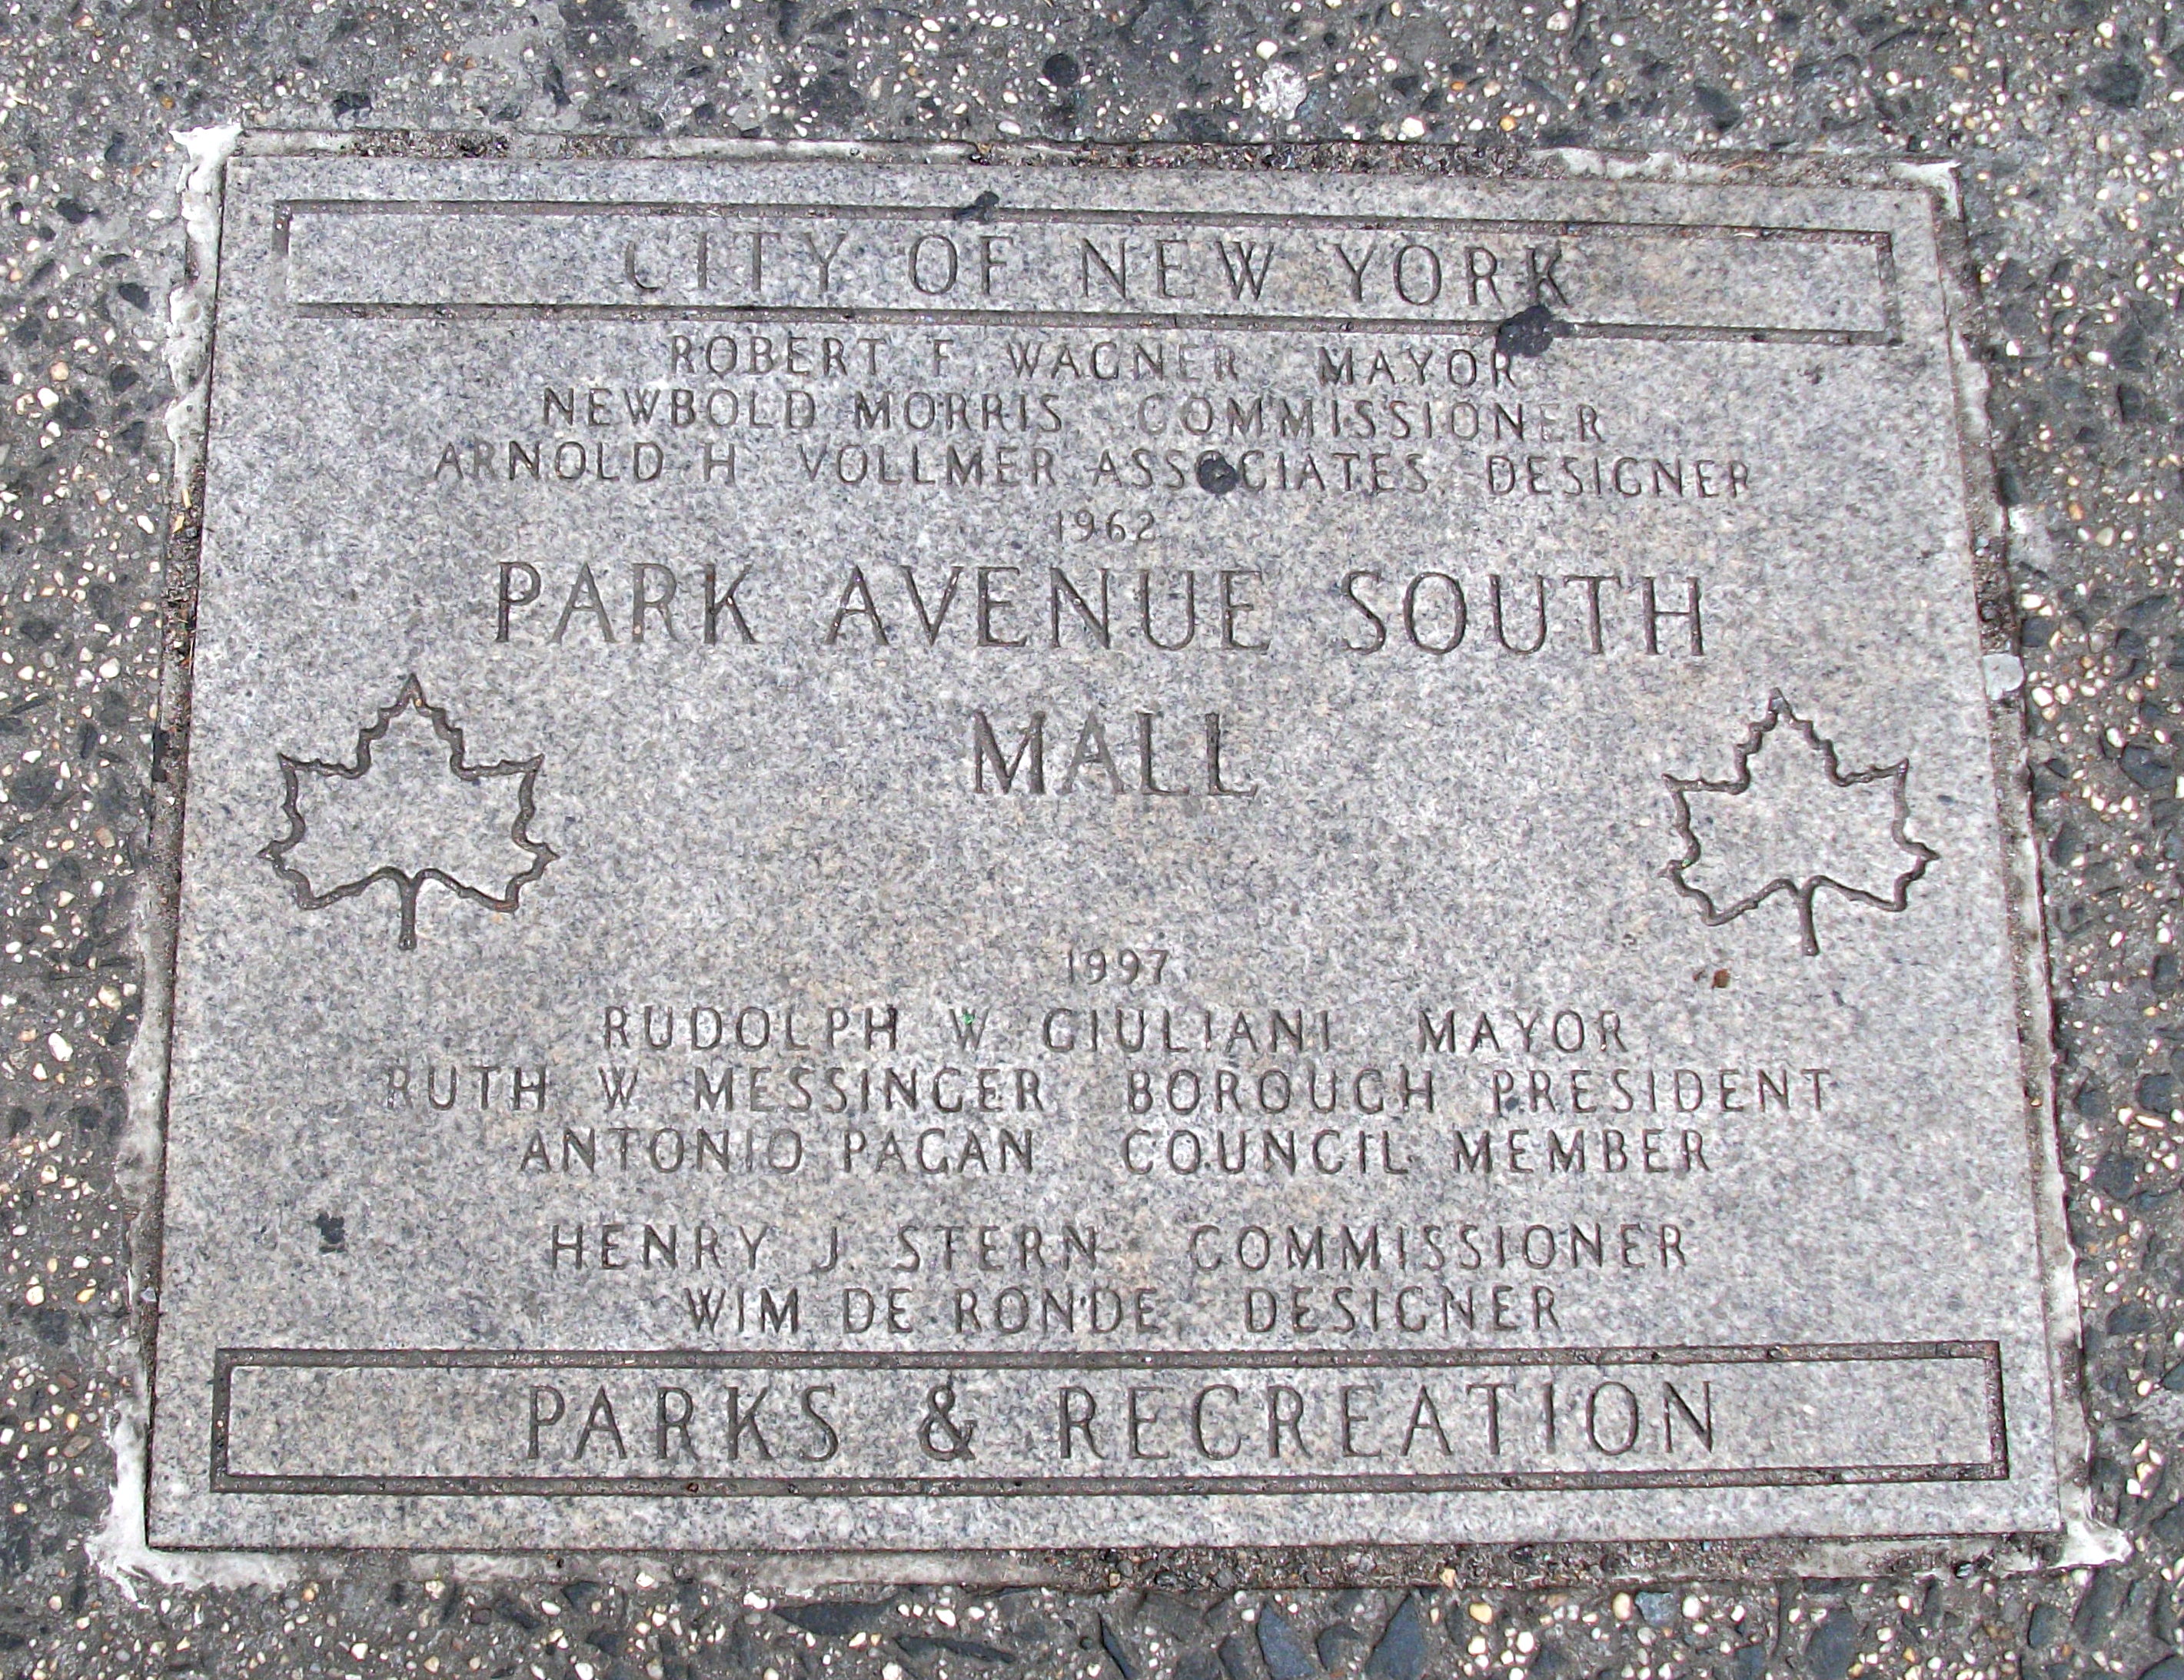 CITY OF NEW YORK
ROBERT F WAGNER MAYOR
NEWBOLD MORRIS COMMISSIONER
ARNOLD H VOLLMER ASSOCIATES DESIGNER
1962
PARK AVENUE SOUTH
MALL
1997
RUDOLPH W GIULIANI MAYOR
RUTH W MESSINGER BOROUGH PRESIDENT
ANTONIO PAGAN COUNCIL MEMBER
HENRY J. STERN COMMISSIONER
WIM DE RONDE DESIGNER
PARKS & RECREATION